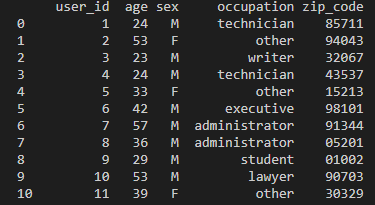 user_id age sex occupation zip_code
0 1 24 M technician 85711
1 2 53 F other 94043
2 3 23 M writer 32067
3 4 24 M technician 43537
4 5 33 F other 15213
5 6 42 M executive 98101
6 7 57 M administrator 91344
7 8 36 M administrator 05201
8 9 29 M student 01002
9 10 53 M lawyer 90703
10 11 39 F other 30329